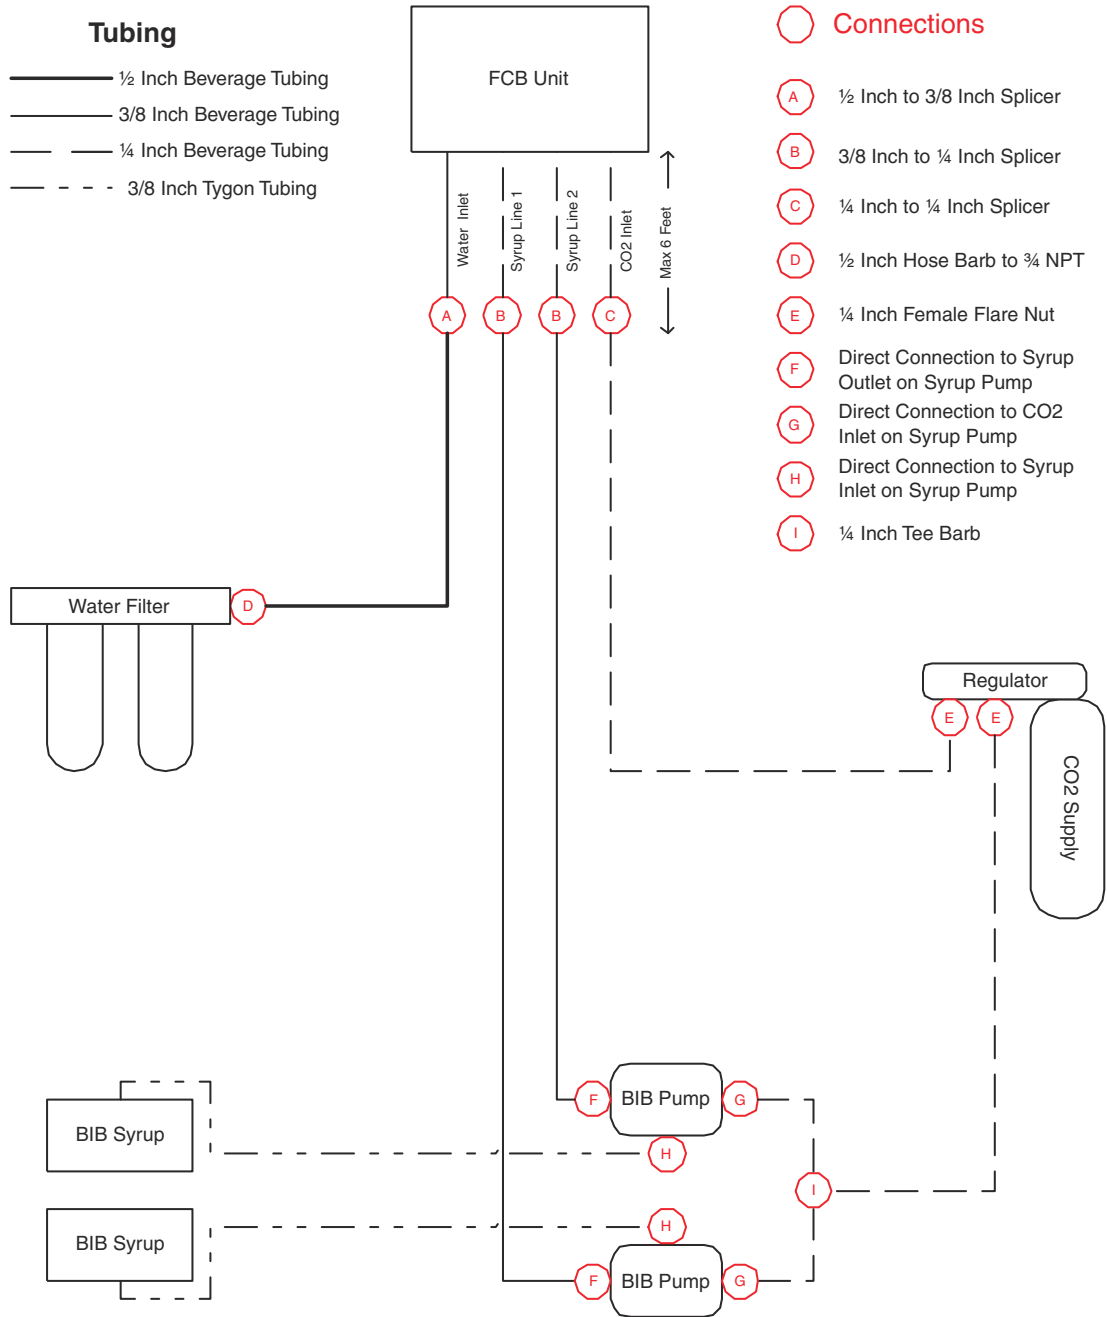 Tubing
½ Inch Beverage Tubing
3/8 Inch Beverage Tubing
¼ Inch Beverage Tubing
3/8 Inch Tygon Tubing
FCB Unit
Connections
A
½ Inch to 3/8 Inch Splicer
B
3/8 Inch to ¼ Inch Splicer
C
¼ Inch to ¼ Inch Splicer
D
½ Inch Hose Barb to ¾ NPT
E
¼ Inch Female Flare Nut
F
Direct Connection to Syrup
Outlet on Syrup Pump
G
Direct Connection to CO2
Inlet on Syrup Pump
H
Direct Connection to Syrup
Inlet on Syrup Pump
I
¼ Inch Tee Barb
Water Inlet
Syrup Line 1
Syrup Line 2
CO2 Inlet
Max 6 Feet
A
B
B
C
Water Filter
D
Regulator
E
E
CO2 Supply
BIB Syrup
F
BIB Pump
G
H
I
BIB Syrup
H
F
BIB Pump
G